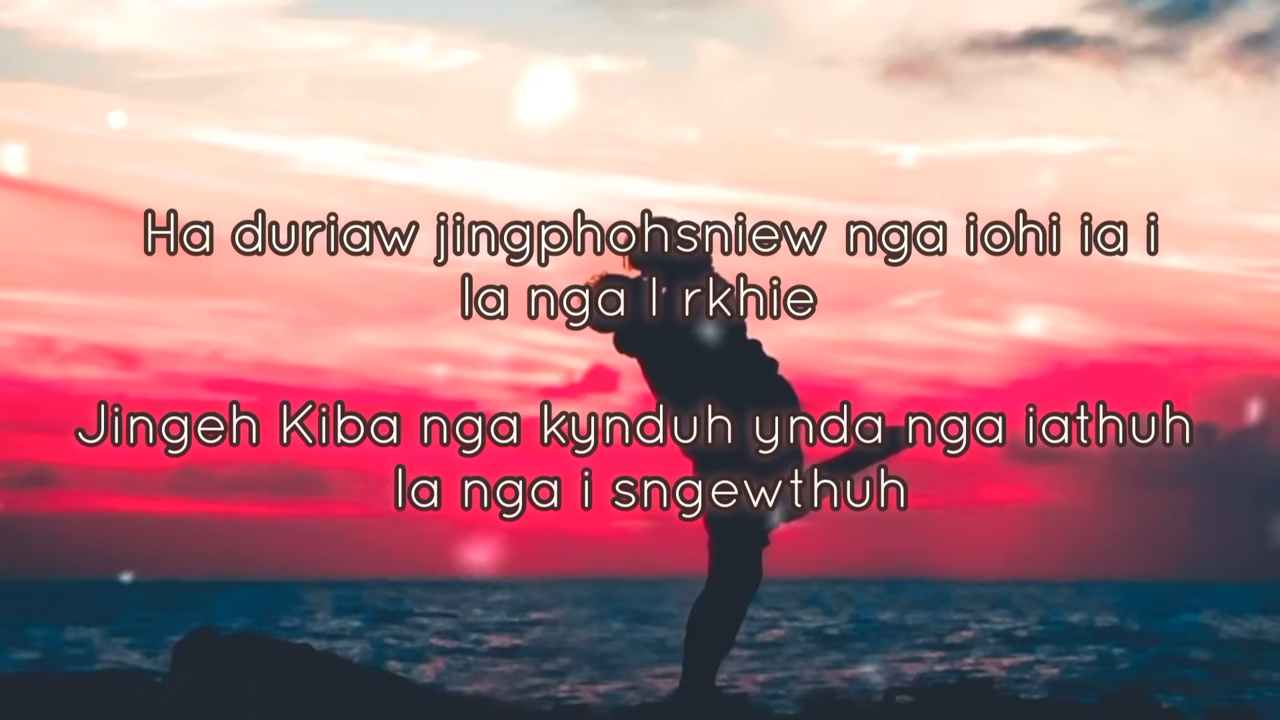 Ha duriaw jingphohsniew nga iohi ia i
la nga I rkhie
Jingeh Kiba nga kynduh ynda nga iathuh
la nga i sngewthuh